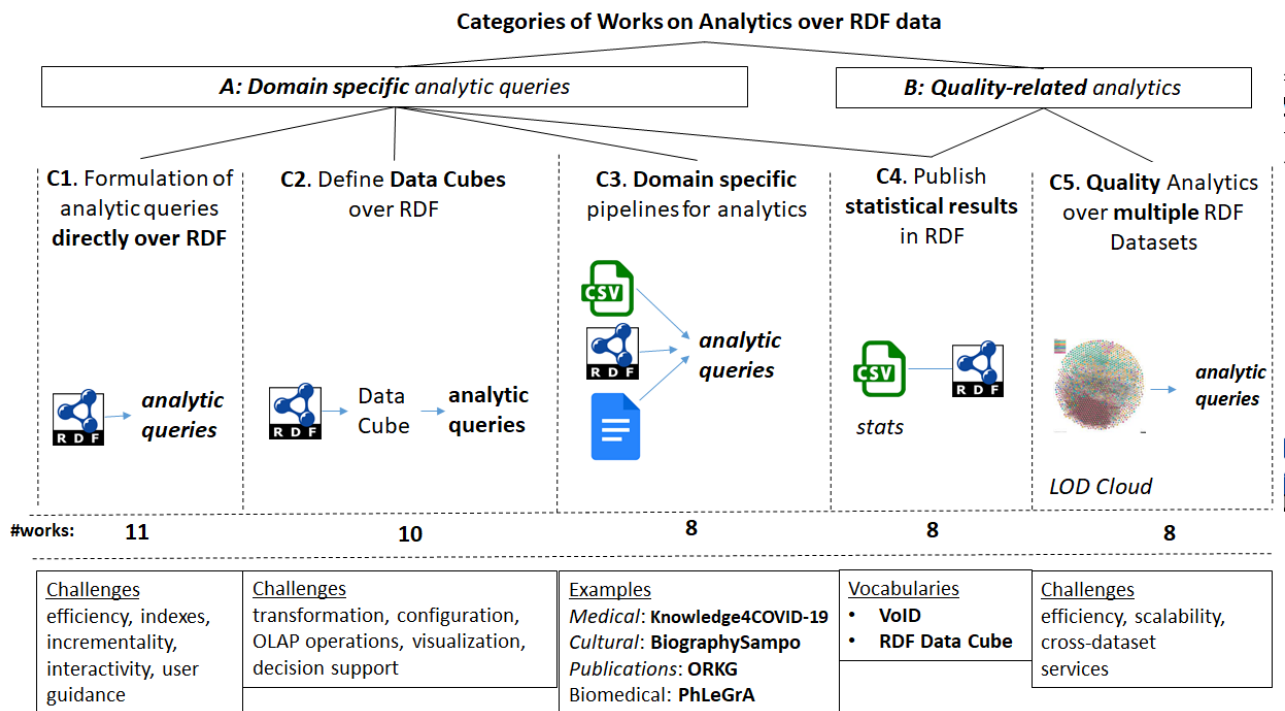 Categories of Works on Analytics over RDF data
A: Domain specific analytic queries
B: Quality-related analytics
C1. Formulation of
analytic queries
directly over RDF
C2. Define Data Cubes
over RDF
C3. Domain specific
pipelines for analytics
C4. Publish
statistical results
in RDF
C5. Quality Analytics
over multiple RDF
Datasets
RDF
analytic
queries
RDF
Data
Cube
analytic
queries
CSV
RDF
analytic
queries
CSV
stats
RDF
analytic
queries
LOD Cloud
#works: 11 10 8 8 8
Challenges
efficiency, indexes,
incrementality,
interactivity, user
guidance
Challenges
transformation, configuration,
OLAP operations, visualization,
decision support
Examples
Medical: Knowledge4COVID-19
Cultural: BiographySampo
Publications: ORKG
Biomedical: PhLeGrA
Vocabularies
• VoID
• RDF Data Cube
Challenges
efficiency, scalability,
cross-dataset
services